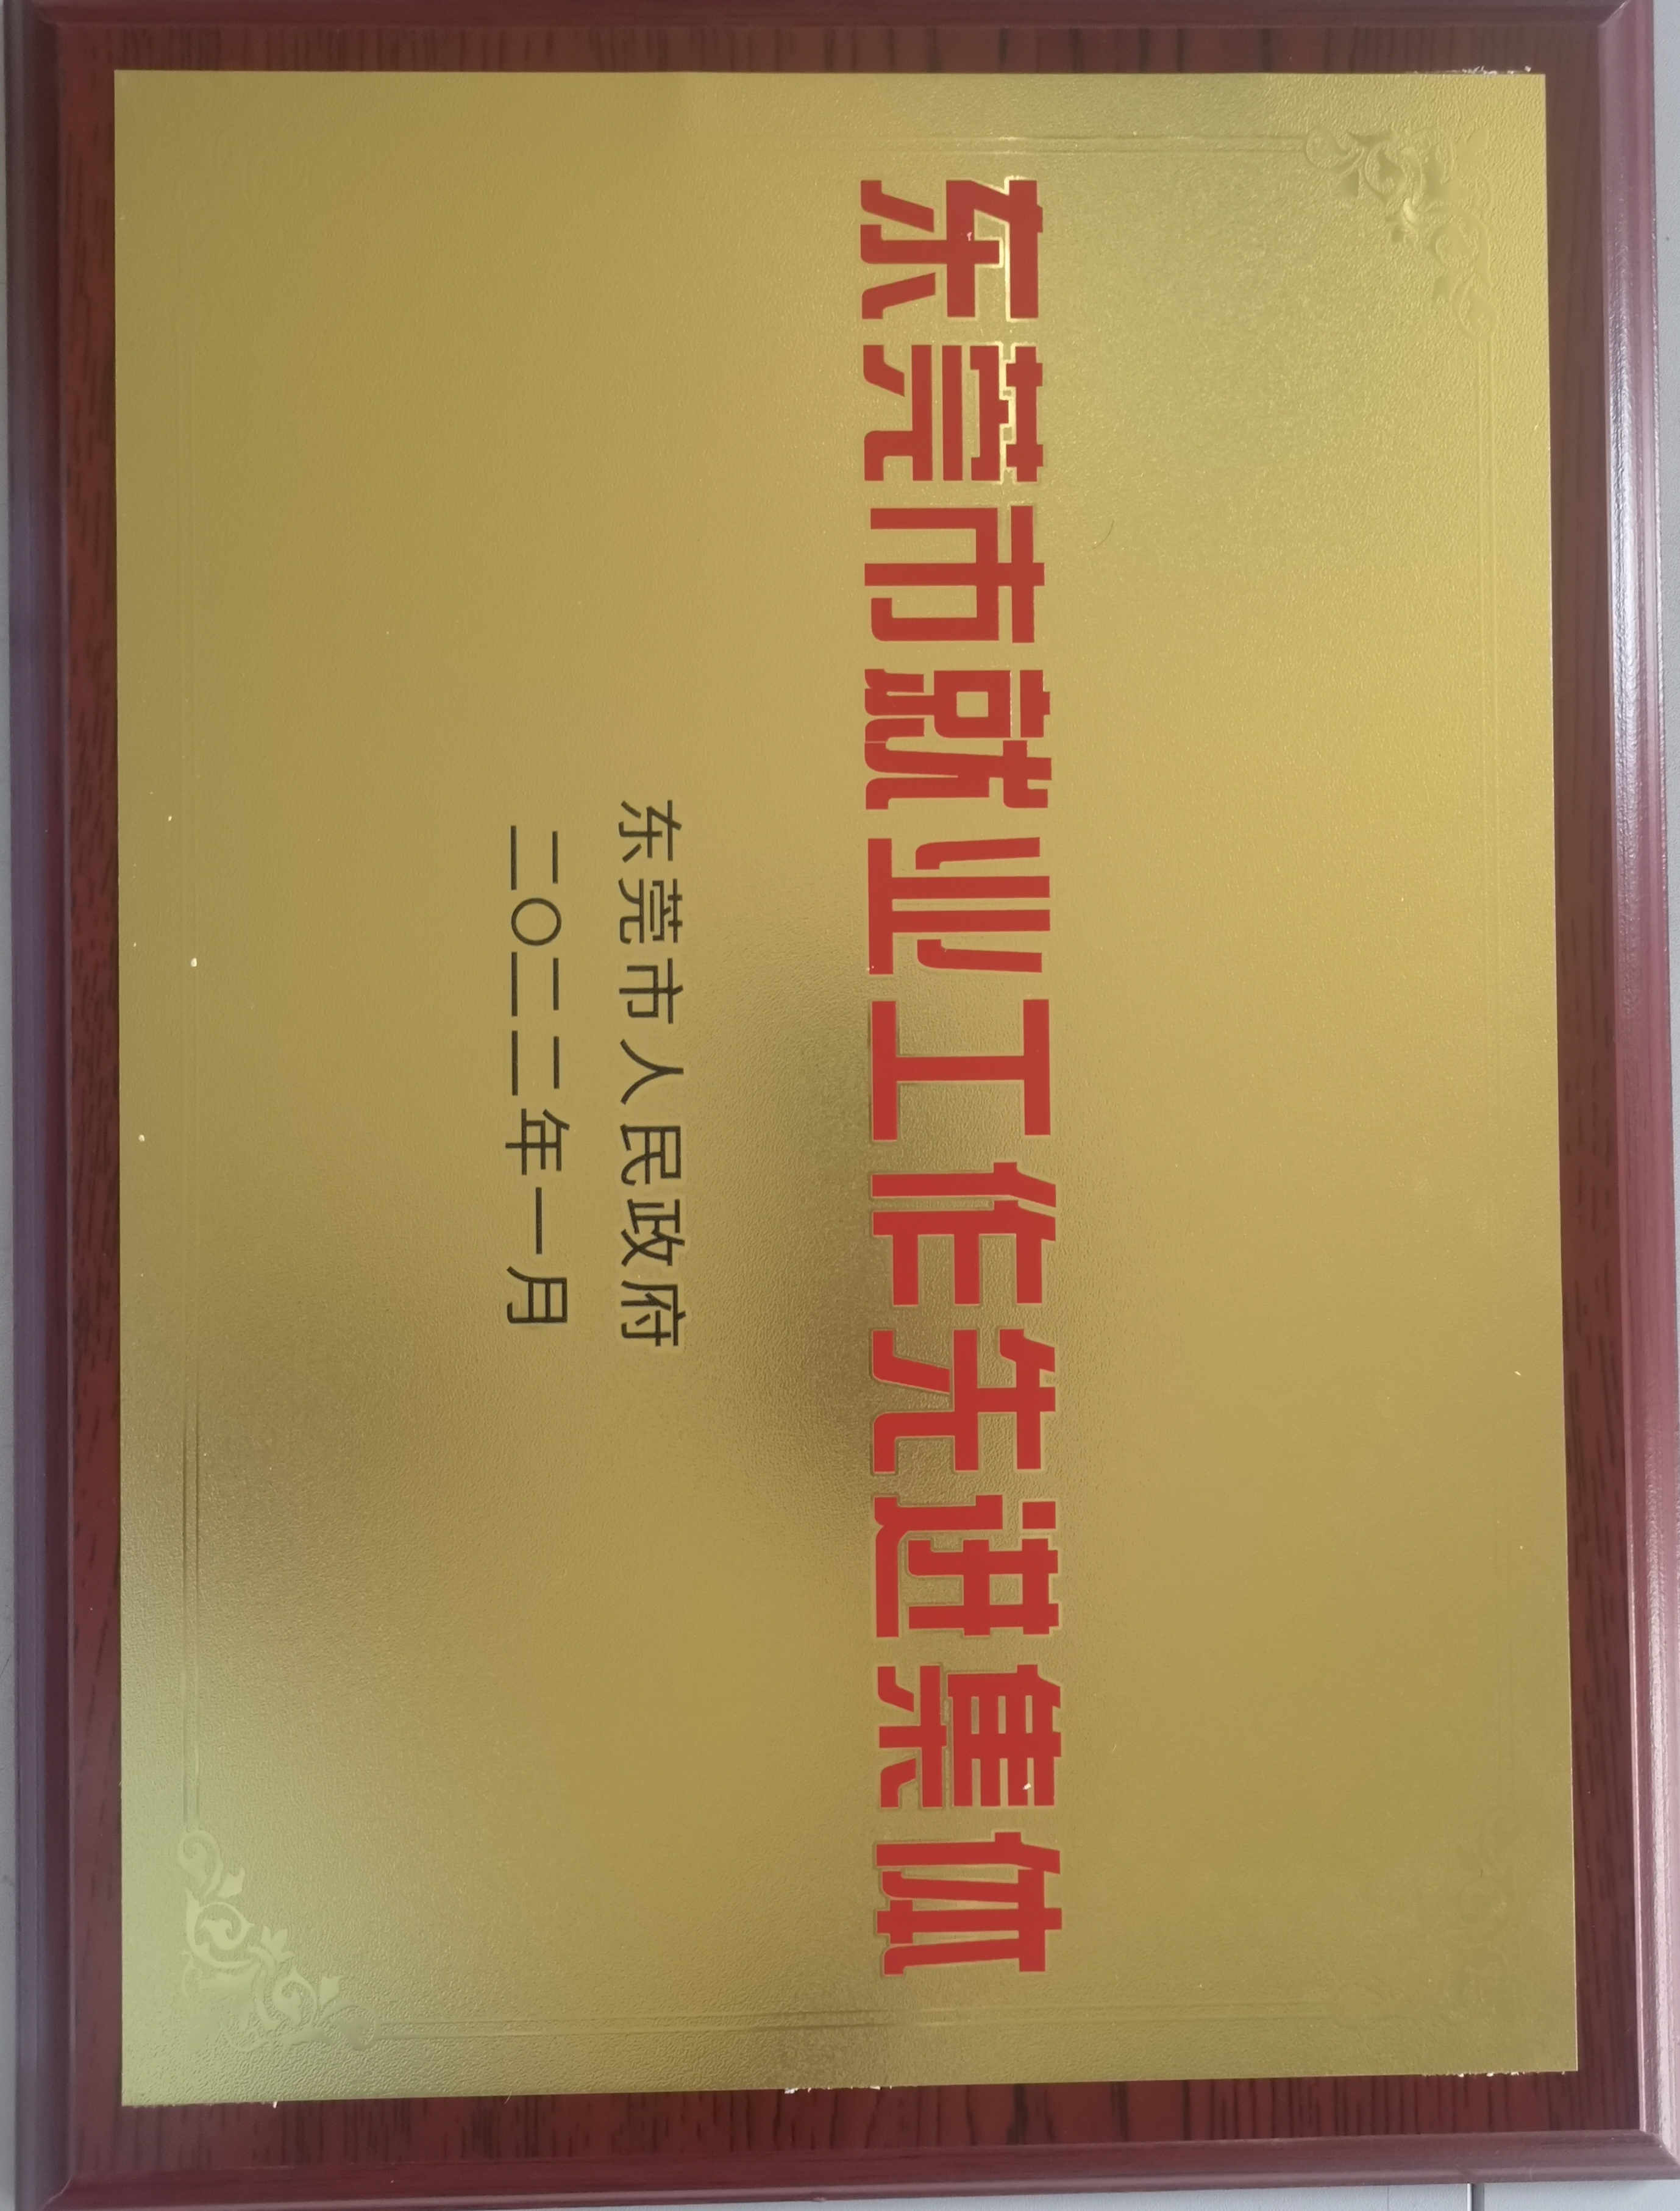 东莞市就业工作先进集体
东莞市人民政府
二〇二二年一月